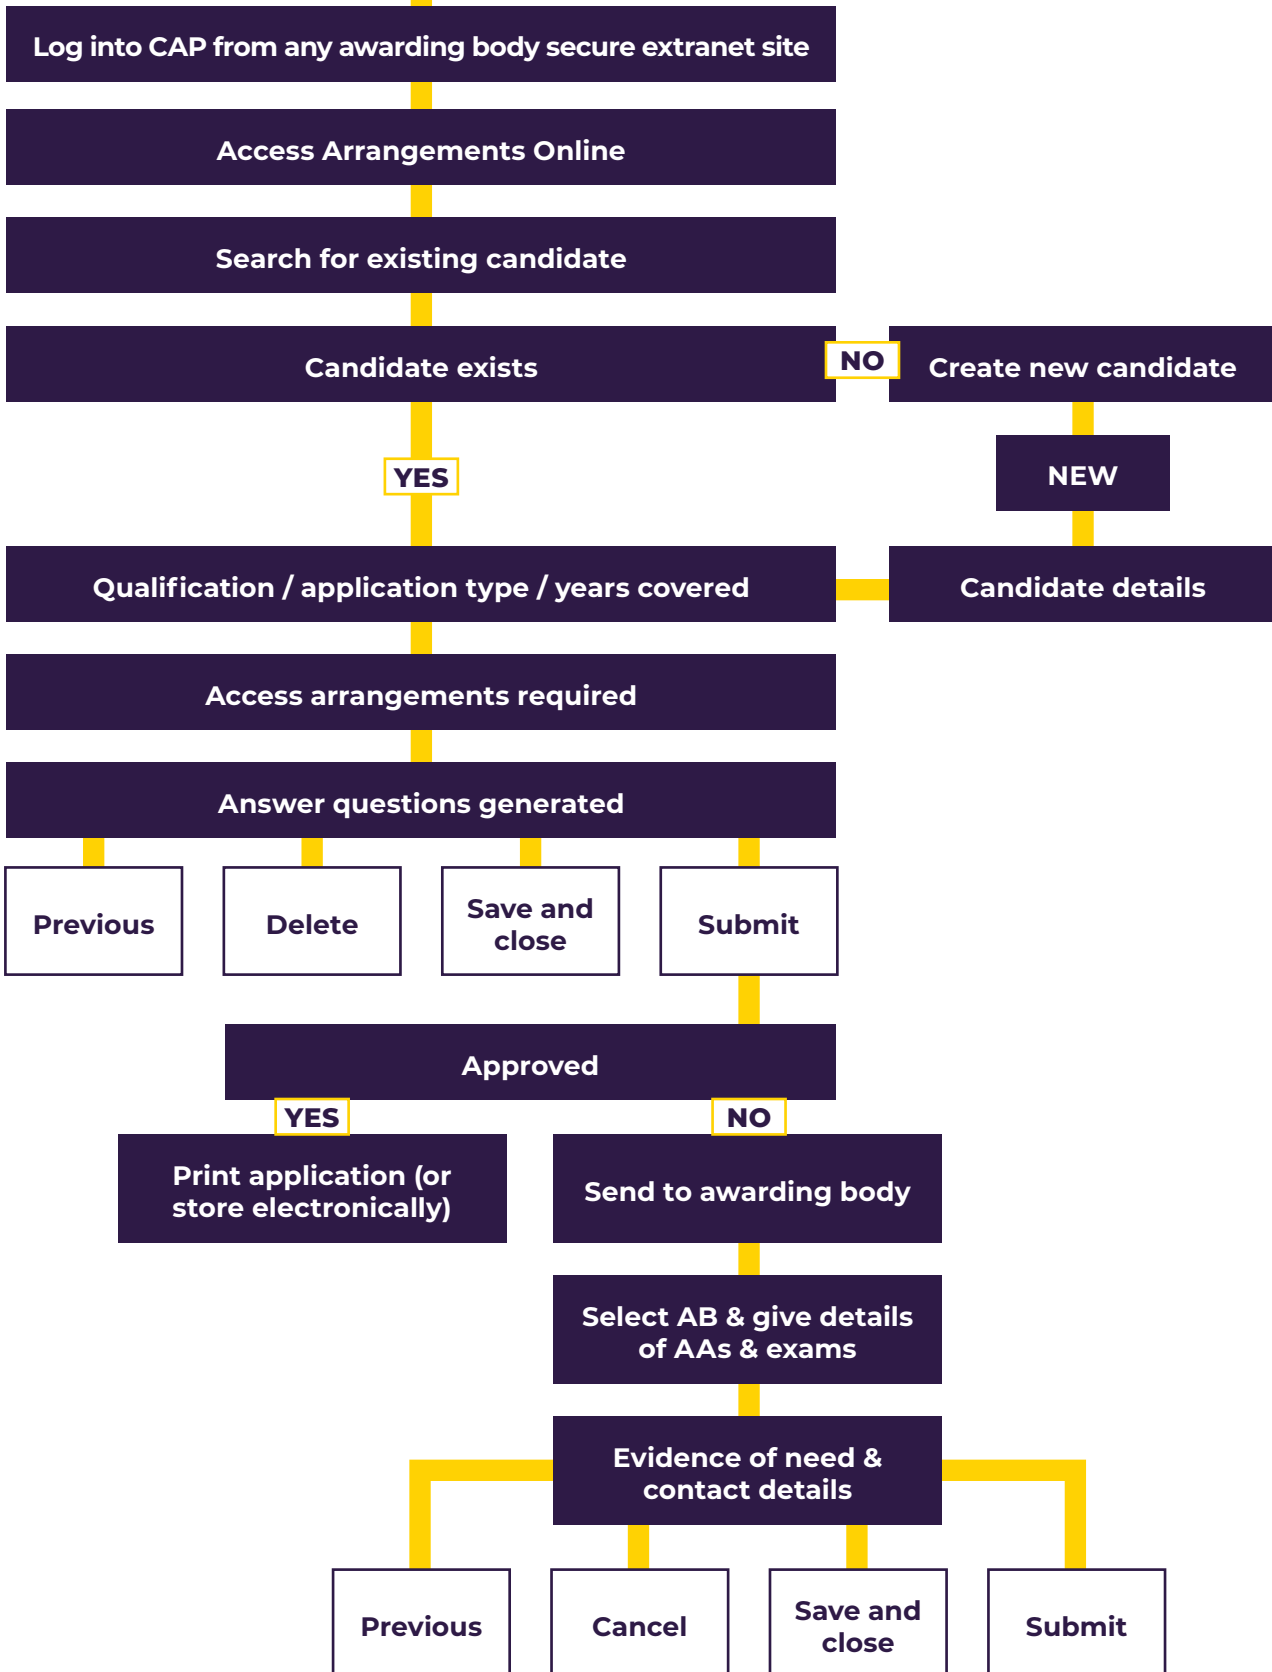 Log into CAP from any awarding body secure extranet site
Access Arrangements Online
Search for existing candidate
Candidate exists
NO
Create new candidate
YES
NEW
Qualification / application type / years covered
Candidate details
Access arrangements required
Answer questions generated
Previous
Delete
Save and
close
Submit
Approved
YES
NO
Print application (or
store electronically)
Send to awarding body
Select AB & give details
of AAs & exams
Evidence of need &
contact details
Previous
Cancel
Save and
close
Submit